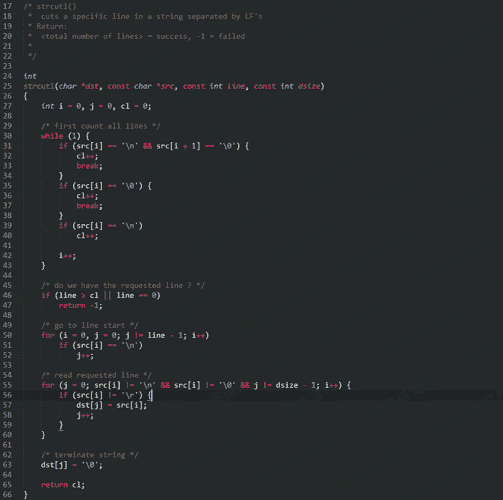 17 /* strcutl()
18  *  cuts a specific line in a string separated by LF's
19  * Return:
20  *  <total number of lines> = success, -1 = failed
21  *
22  */
23
24 int
25 strcutl(char *dst, const char *src, const int line, const int dsize)
26 {
27     int i = 0, j = 0, cl = 0;
28
29     /* first count all lines */
30     while (1) {
31         if (src[i] == '\n' && src[i + 1] == '\0') {
32             cl++;
33             break;
34         }
35         if (src[i] == '\0') {
36             cl++;
37             break;
38         }
39         if (src[i] == '\n')
40             cl++;
41
42         i++;
43     }
44
45     /* do we have the requested line ? */
46     if (line > cl || line == 0)
47         return -1;
48
49     /* go to line start */
50     for (i = 0, j = 0; j != line - 1; i++)
51         if (src[i] == '\n')
52             j++;
53
54     /* read requested line */
55     for (j = 0; src[i] != '\n' && src[i] != '\0' && j != dsize - 1; i++) {
56         if (src[i] != '\r') {
57             dst[j] = src[i];
58             j++;
59         }
60     }
61
62     /* terminate string */
63     dst[j] = '\0';
64
65     return cl;
66 }